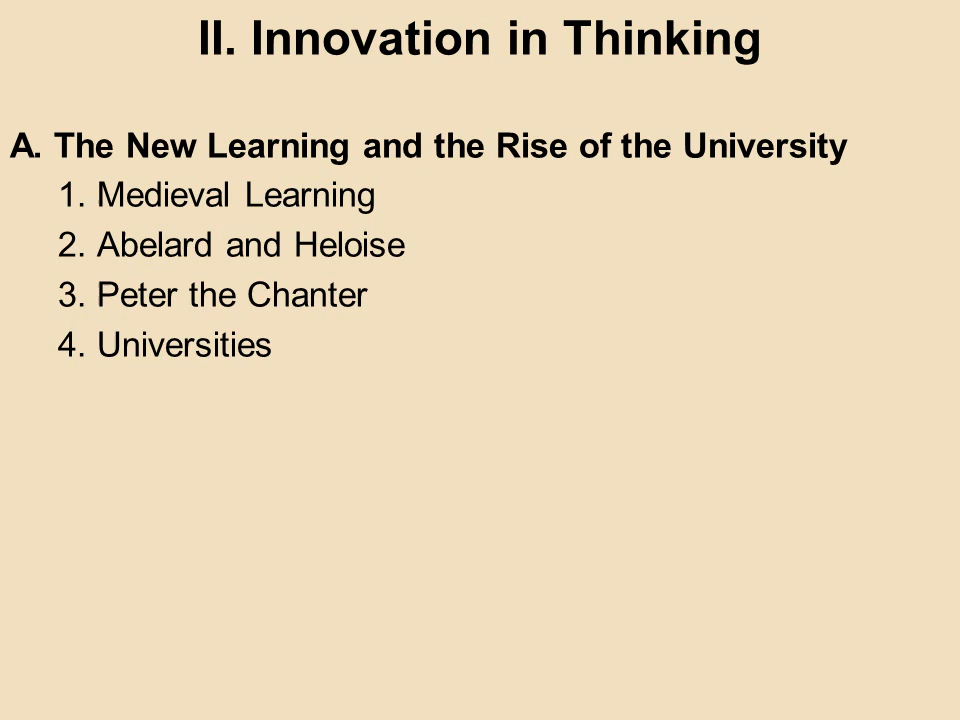 II. Innovation in Thinking
A. The New Learning and the Rise of the University
1. Medieval Learning
2. Abelard and Heloise
3. Peter the Chanter
4. Universities